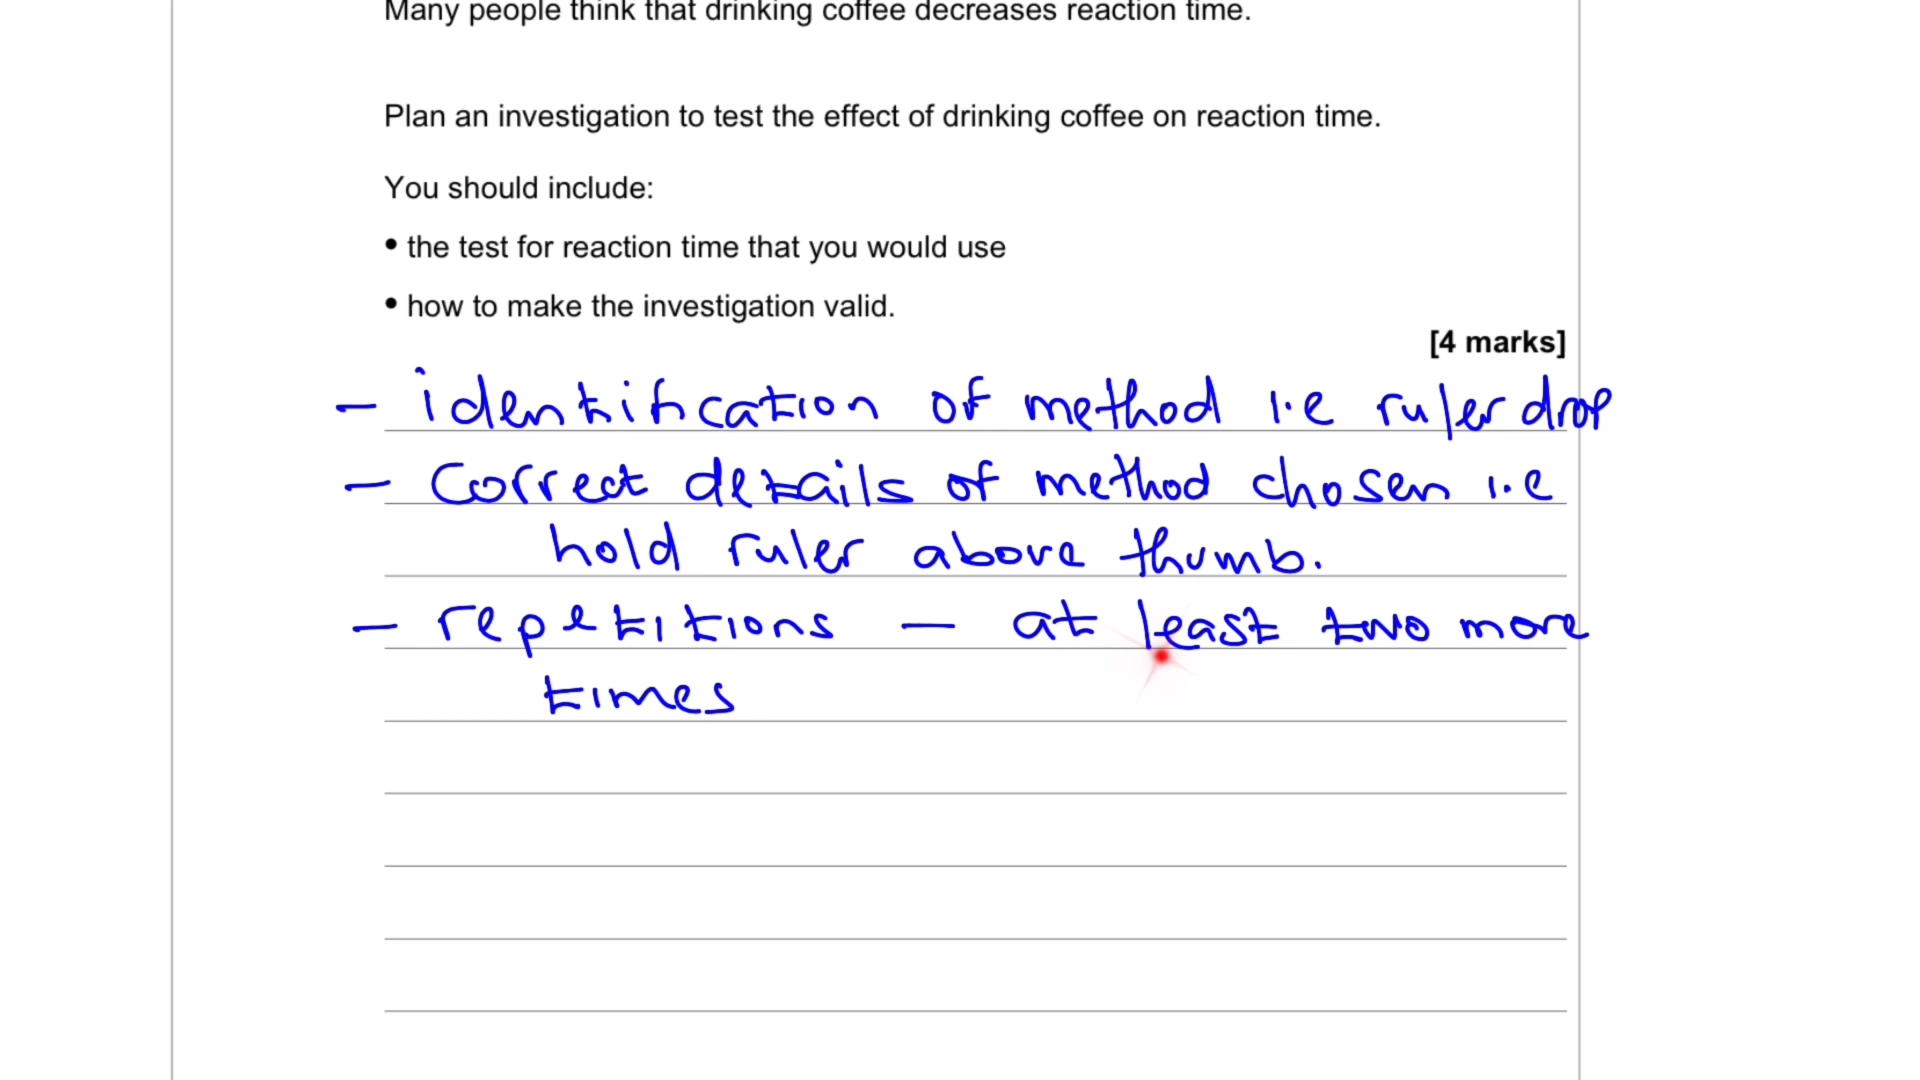 Many people think that drinking coffee decreases reaction time.
Plan an investigation to test the effect of drinking coffee on reaction time.
You should include:
• the test for reaction time that you would use
• how to make the investigation valid.
[4 marks]
- identification of method i.e ruler drop
- Correct details of method chosen i.e
hold ruler above thumb.
- repetitions - at least two more
times